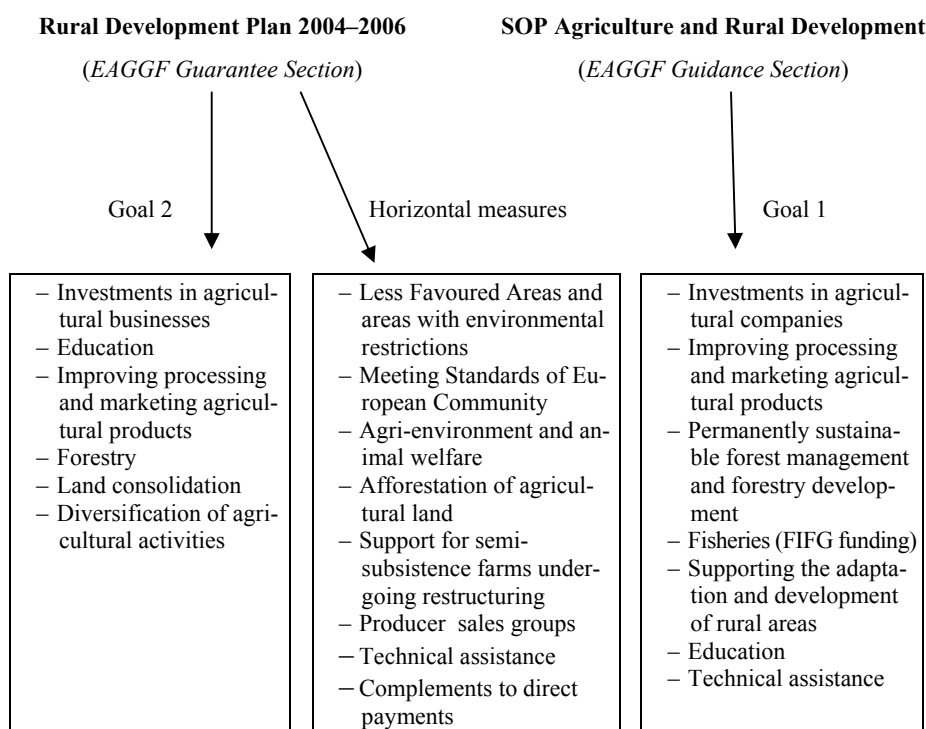 Rural Development Plan 2004–2006
SOP Agriculture and Rural Development
(EAGGF Guarantee Section)
(EAGGF Guidance Section)
Goal 2
Horizontal measures
Goal 1
– Investments in agricul-
tural businesses
– Education
– Improving processing
and marketing agricul-
tural products
– Forestry
– Land consolidation
– Diversification of agri-
cultural activities
– Less Favoured Areas and
areas with environmental
restrictions
– Meeting Standards of Eu-
ropean Community
– Agri-environment and an-
imal welfare
– Afforestation of agricul-
tural land
– Support for semi-
subsistence farms under-
going restructuring
– Producer sales groups
– Technical assistance
– Complements to direct
payments
– Investments in agricul-
tural companies
– Improving processing
and marketing agricul-
tural products
– Permanently sustaina-
ble forest management
and forestry develop-
ment
– Fisheries (FIFG funding)
– Supporting the adapta-
tion and development
of rural areas
– Education
– Technical assistance